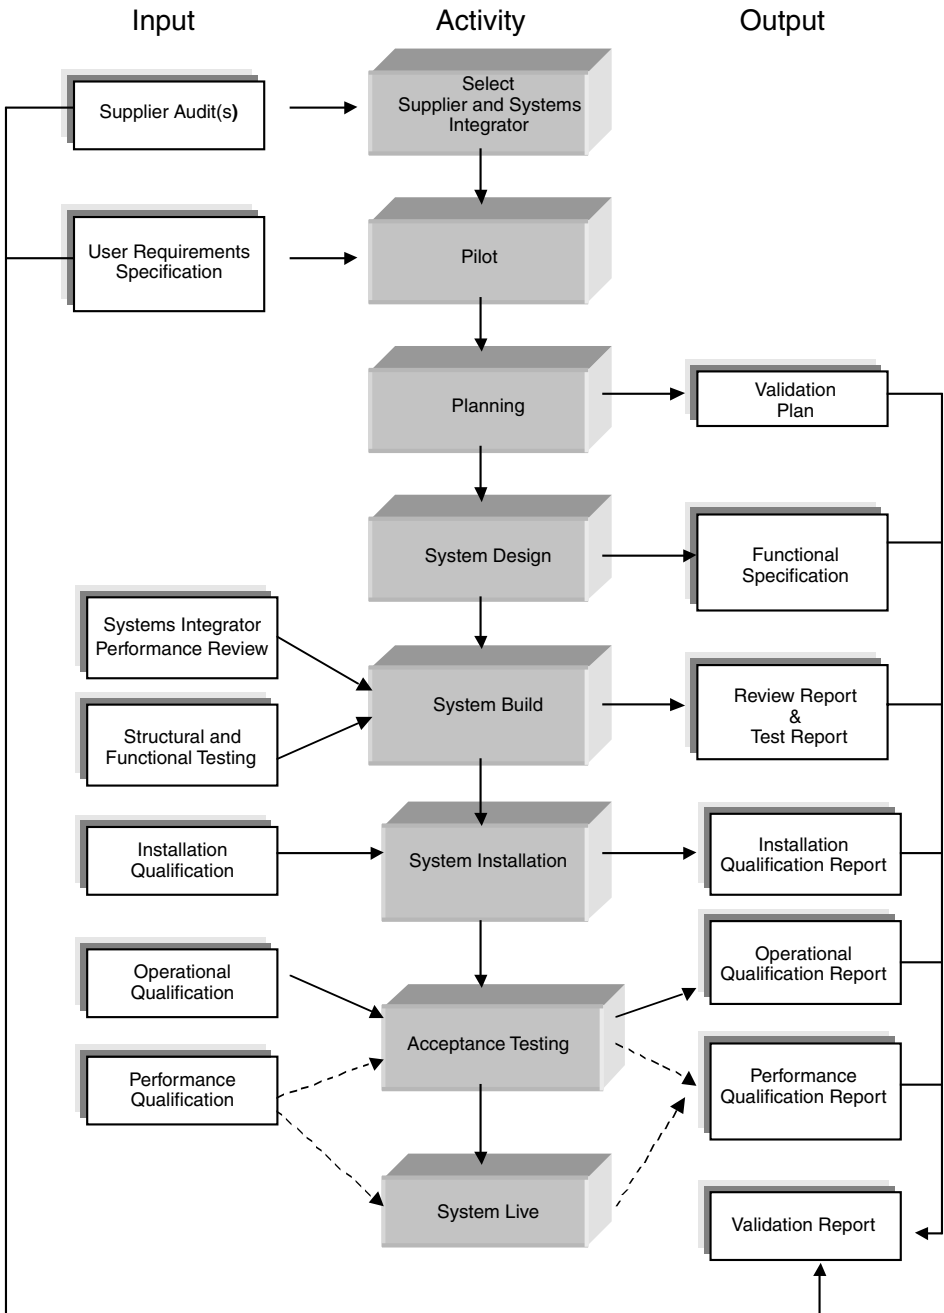 Input
Activity
Output
Supplier Audit(s)
Select
Supplier and Systems
Integrator
User Requirements
Specification
Pilot
Planning
Validation
Plan
System Design
Functional
Specification
Systems Integrator
Performance Review
Structural and
Functional Testing
System Build
Review Report
&
Test Report
Installation
Qualification
System Installation
Installation
Qualification Report
Operational
Qualification
Operational
Qualification Report
Acceptance Testing
Performance
Qualification
Performance
Qualification Report
System Live
Validation Report